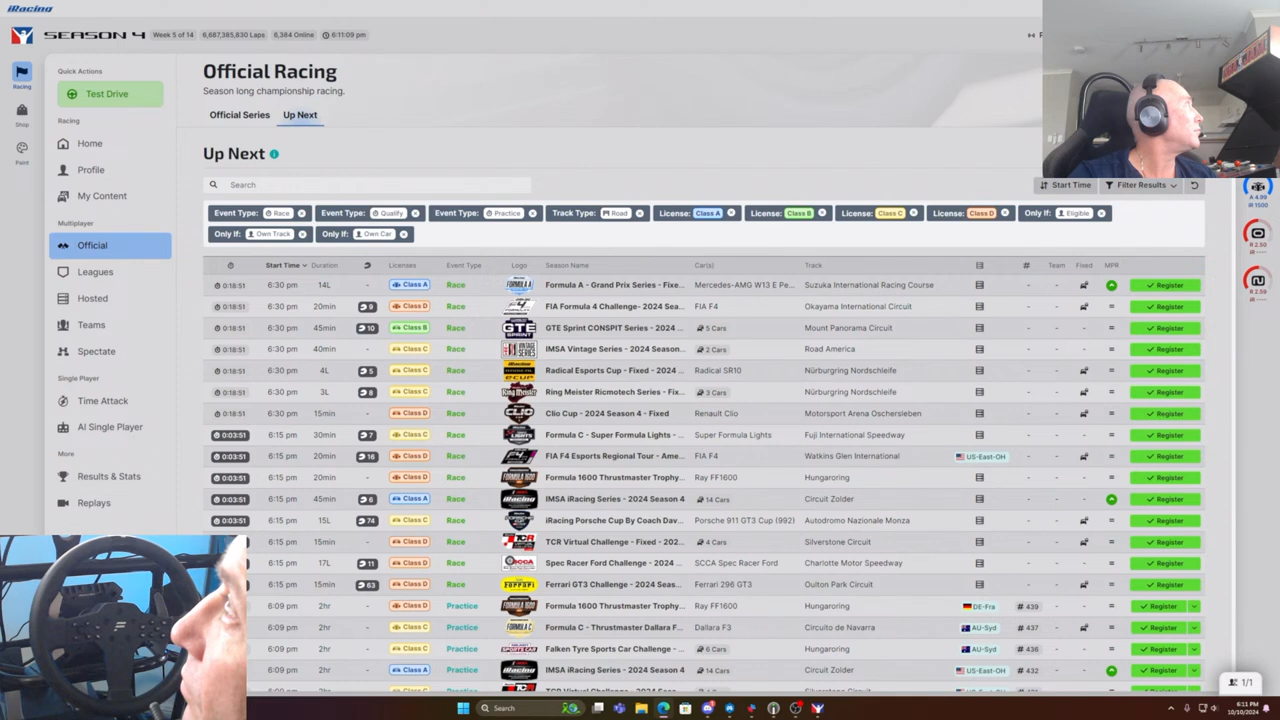 iRacing
SEASON 4 Week 5 of 14 6,687,385,830 Laps 6,384 Online 6:11:09 pm
Racing
Shop
Paint
Quick Actions
Test Drive
Racing
Home
Profile
My Content
Multiplayer
Official
Leagues
Hosted
Teams
Spectate
Single Player
Time Attack
AI Single Player
More
Results & Stats
Replays
Official Racing
Season long championship racing.
Official Series Up Next
Up Next
Search
Start Time Filter Results
Event Type: Race Event Type: Qualify Event Type: Practice Track Type: Road License: Class A License: Class B License: Class C License: Class D Only If: Eligible
Only If: Own Track Only If: Own Car
A 4.99
iR 1500
R 2.50
R 2.59
Start Time Duration Licenses Event Type Logo Season Name Car(s) Track # Team Fixed MPR
0:18:51 6:30 pm 14L - Class A Race Formula A - Grand Prix Series - Fix... Mercedes-AMG W13 E Pe... Suzuka International Racing Course - - Register
0:18:51 6:30 pm 20min 9 Class D Race FIA Formula 4 Challenge- 2024 Sea... FIA F4 Okayama International Circuit - - = Register
0:18:51 6:30 pm 45min 10 Class B Race GTE Sprint CONSPIT Series - 2024 ... 5 Cars Mount Panorama Circuit - - = Register
0:18:51 6:30 pm 40min - Class C Race IMSA Vintage Series - 2024 Season... 2 Cars Road America - - - = Register
0:18:51 6:30 pm 4L 5 Class C Race Radical Esports Cup - Fixed - 2024... Radical SR10 Nürburgring Nordschleife - - = Register
0:18:51 6:30 pm 3L 8 Class C Race Ring Meister Ricmotech Series - Fix... 3 Cars Nürburgring Nordschleife - - = Register
0:18:51 6:30 pm 15min - Class D Race Clio Cup - 2024 Season 4 - Fixed Renault Clio Motorsport Arena Oschersleben - - = Register
0:03:51 6:15 pm 30min 7 Class C Race Formula C - Super Formula Lights - ... Super Formula Lights Fuji International Speedway - - = Register
0:03:51 6:15 pm 20min 16 Class D Race FIA F4 Esports Regional Tour - Ame... FIA F4 Watkins Glen International US-East-OH - - = Register
0:03:51 6:15 pm 20min - Class D Race Formula 1600 Thrustmaster Trophy... Ray FF1600 Hungaroring - - - = Register
0:03:51 6:15 pm 45min 6 Class A Race IMSA iRacing Series - 2024 Season 4 14 Cars Circuit Zolder - - - Register
0:03:51 6:15 pm 15L 74 Class C Race iRacing Porsche Cup By Coach Dav... Porsche 911 GT3 Cup (992) Autodromo Nazionale Monza - - = Register
6:15 pm 15min - Class D Race TCR Virtual Challenge - Fixed - 202... 4 Cars Silverstone Circuit - - = Register
6:15 pm 17L 11 Class D Race Spec Racer Ford Challenge - 2024 ... SCCA Spec Racer Ford Charlotte Motor Speedway - - - = Register
6:15 pm 15min 63 Class D Race Ferrari GT3 Challenge - 2024 Seas... Ferrari 296 GT3 Oulton Park Circuit - - = Register
6:09 pm 2hr - Class D Practice Formula 1600 Thrustmaster Trophy... Ray FF1600 Hungaroring DE-Fra # 439 - - = Register
6:09 pm 2hr - Class C Practice Formula C - Thrustmaster Dallara F... Dallara F3 Circuito de Navarra AU-Syd # 437 - = Register
6:09 pm 2hr - Class C Practice Falken Tyre Sports Car Challenge - ... 6 Cars Nürburgring Nordschleife AU-Syd # 436 - = Register
6:09 pm 2hr - Class A Practice IMSA iRacing Series - 2024 Season 4 14 Cars Circuit Zolder US-East-OH # 432 - - Register
1/1
Search
6:11 PM
10/10/2024